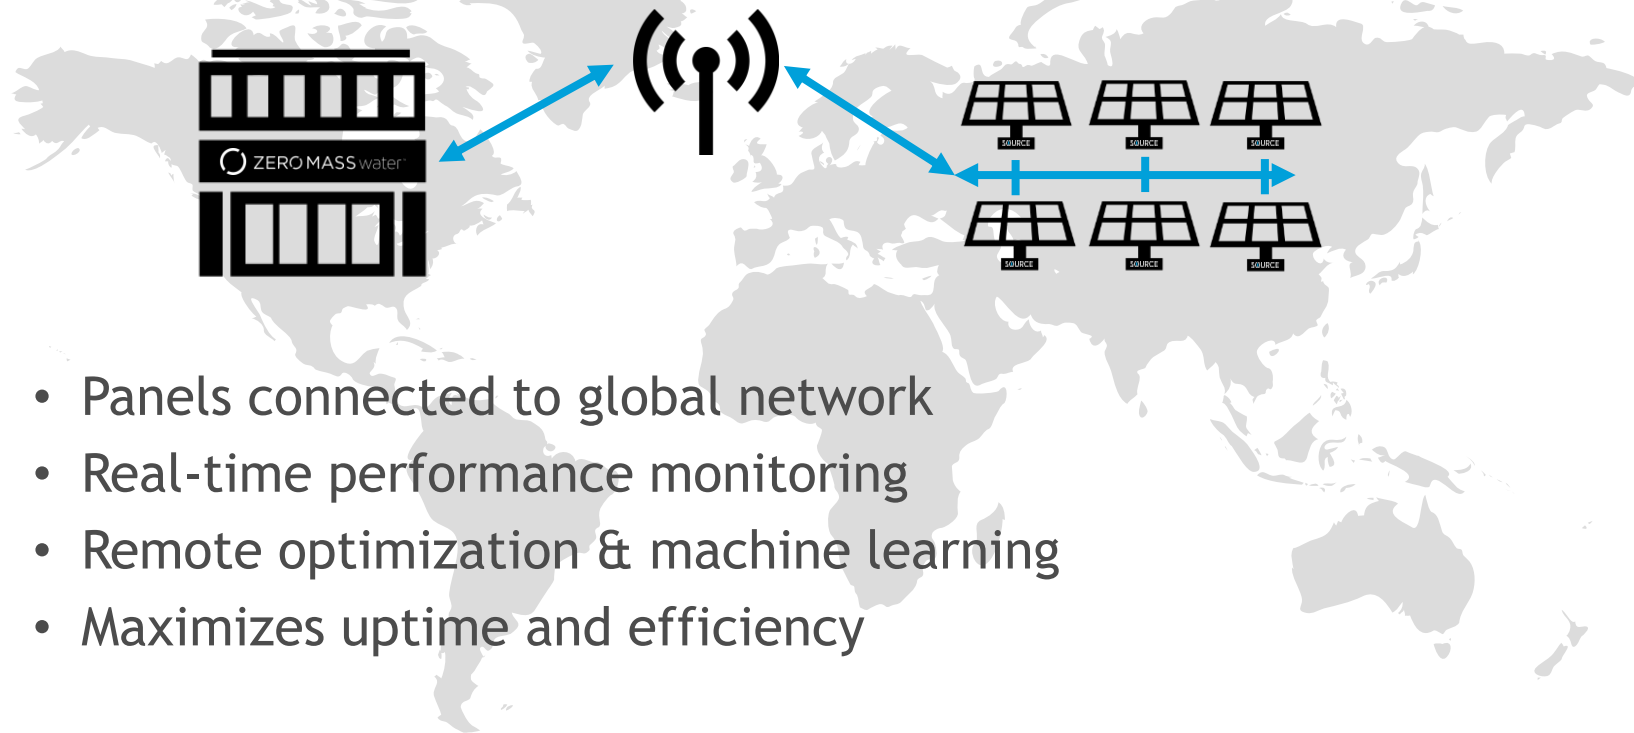 ZERO MASS water
SOURCE
SOURCE
SOURCE
SOURCE
SOURCE
SOURCE
• Panels connected to global network
• Real-time performance monitoring
• Remote optimization & machine learning
• Maximizes uptime and efficiency